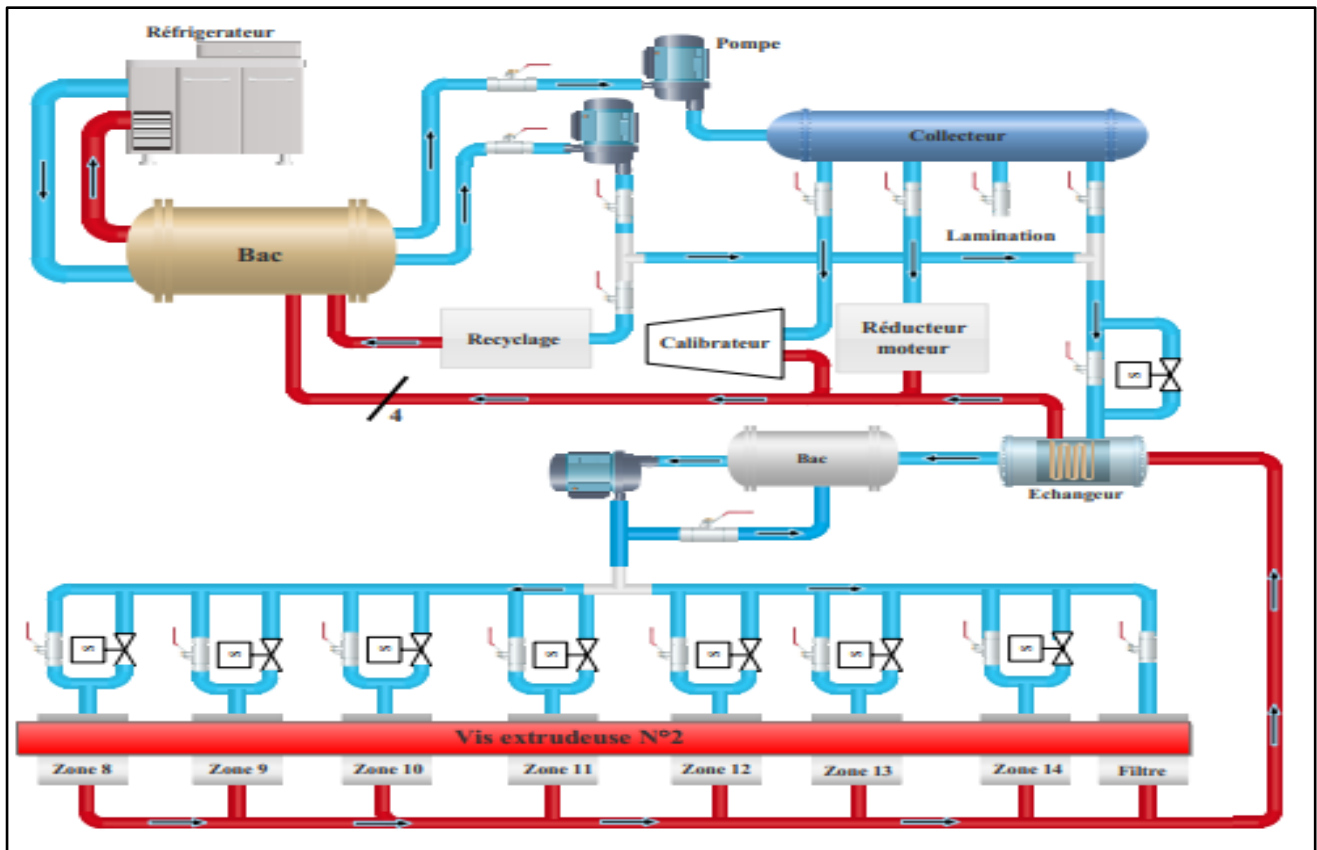 Réfrigerateur
Pompe
Collecteur
Lamination
Bac
Recyclage
Calibrateur
Réducteur
moteur
S
4
Bac
Echangeur
S
S
S
S
S
S
S
Vis extrudeuse N°2
Zone 8
Zone 9
Zone 10
Zone 11
Zone 12
Zone 13
Zone 14
Filtre